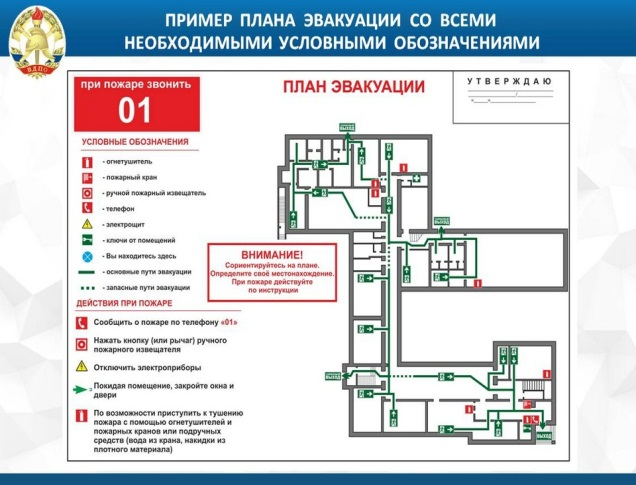 ПРИМЕР ПЛАНА ЭВАКУАЦИИ СО ВСЕМИ
НЕОБХОДИМЫМИ УСЛОВНЫМИ ОБОЗНАЧЕНИЯМИ
ВДПО
при пожаре звонить
01
ПЛАН ЭВАКУАЦИИ
УТВЕРЖДАЮ
УСЛОВНЫЕ ОБОЗНАЧЕНИЯ
- огнетушитель
- пожарный кран
- ручной пожарный извещатель
- телефон
- электрощит
- ключи от помещений
- Вы находитесь здесь
- основные пути эвакуации
- запасные пути эвакуации
ВНИМАНИЕ!
Сориентируйтесь на плане.
Определите своё местонахождение.
При пожаре действуйте
по инструкции
ДЕЙСТВИЯ ПРИ ПОЖАРЕ
Сообщить о пожаре по телефону «01»
Нажать кнопку (или рычаг) ручного
пожарного извещателя
Отключить электроприборы
Покидая помещение, закройте окна и
двери
По возможности приступить к тушению
пожара с помощью огнетушителей и
пожарных кранов или подручных
средств (вода из крана, накидки из
плотного материала)
ВЫХОД
ВЫХОД
ВЫХОД
ВЫХОД